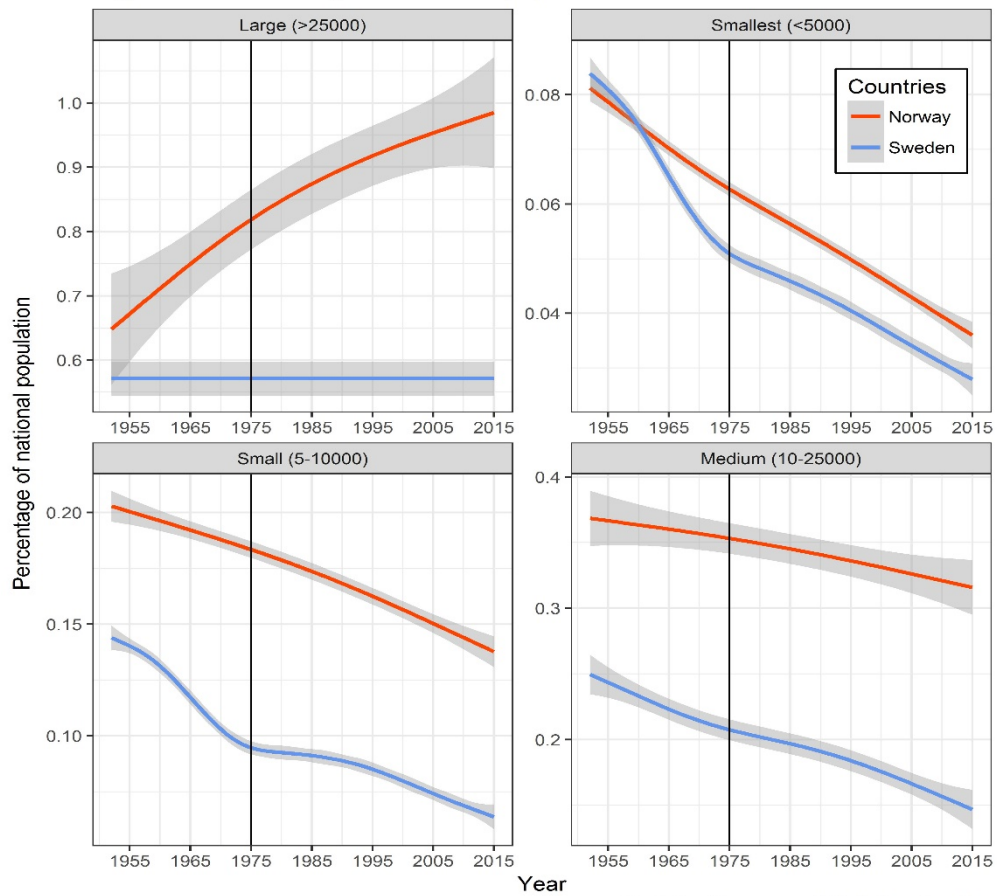 Large (>25000)
Smallest (<5000)
1.0
0.9
0.8
0.7
0.6
0.08
0.06
0.04
Countries
Norway
Sweden
1955 1965 1975 1985 1995 2005 2015
1955 1965 1975 1985 1995 2005 2015
Percentage of national population
Small (5-10000)
Medium (10-25000)
0.20
0.15
0.10
0.4
0.3
0.2
1955 1965 1975 1985 1995 2005 2015
1955 1965 1975 1985 1995 2005 2015
Year